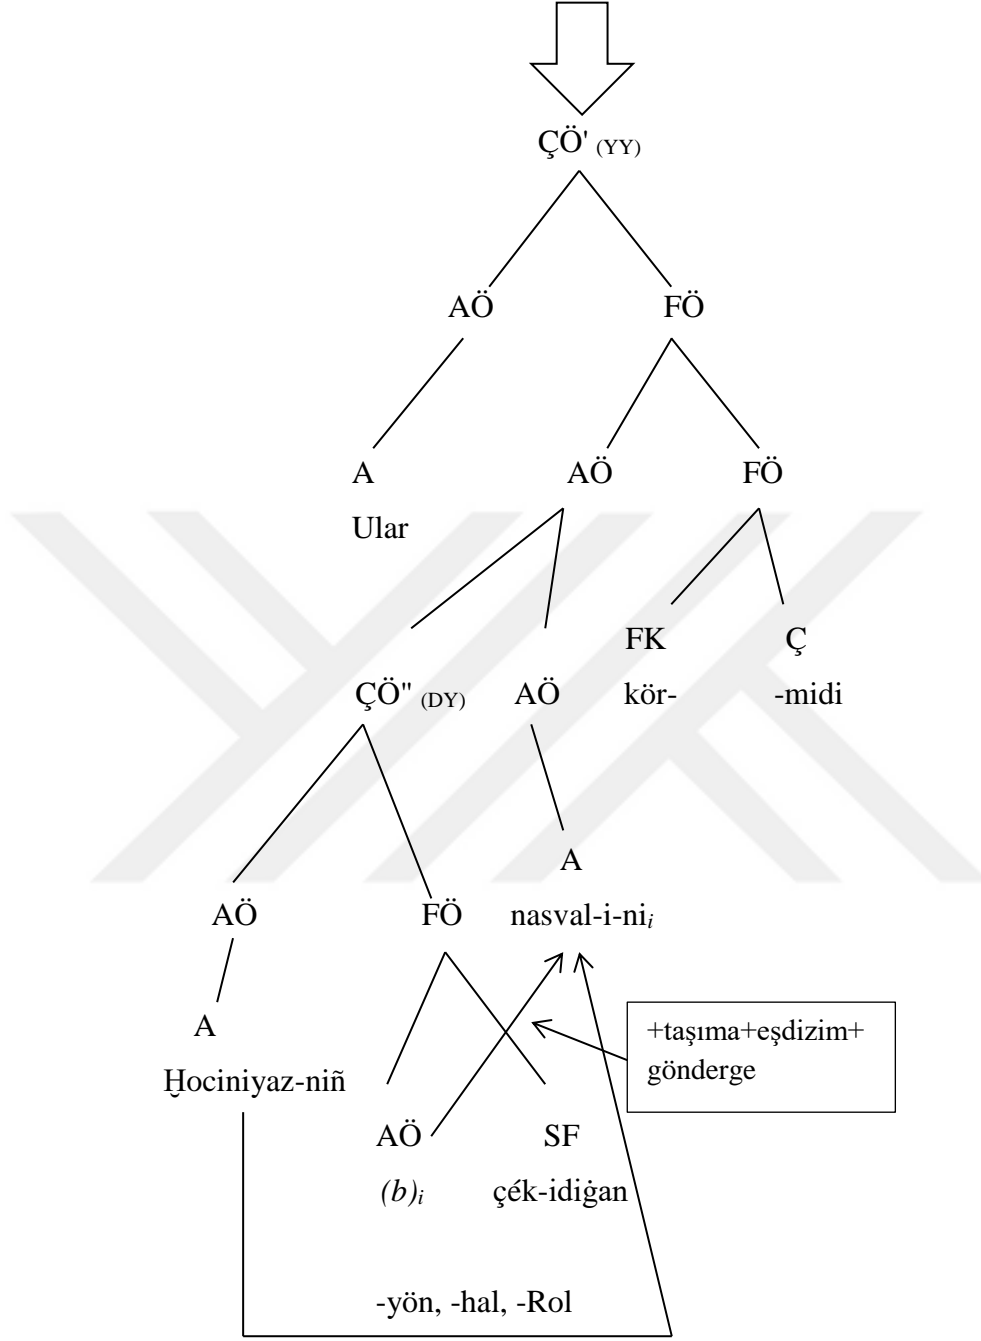 ÇÖ' (YY)
AÖ FÖ
A AÖ FÖ
Ular
FK Ç
ÇÖ" (DY) AÖ kör- -midi
A
AÖ FÖ nasval-i-niᵢ
A
+taşıma+eşdizim+
gönderge
Ḫociniyaz-niñ
AÖ SF
(b)ᵢ çék-idiġan
-yön, -hal, -Rol